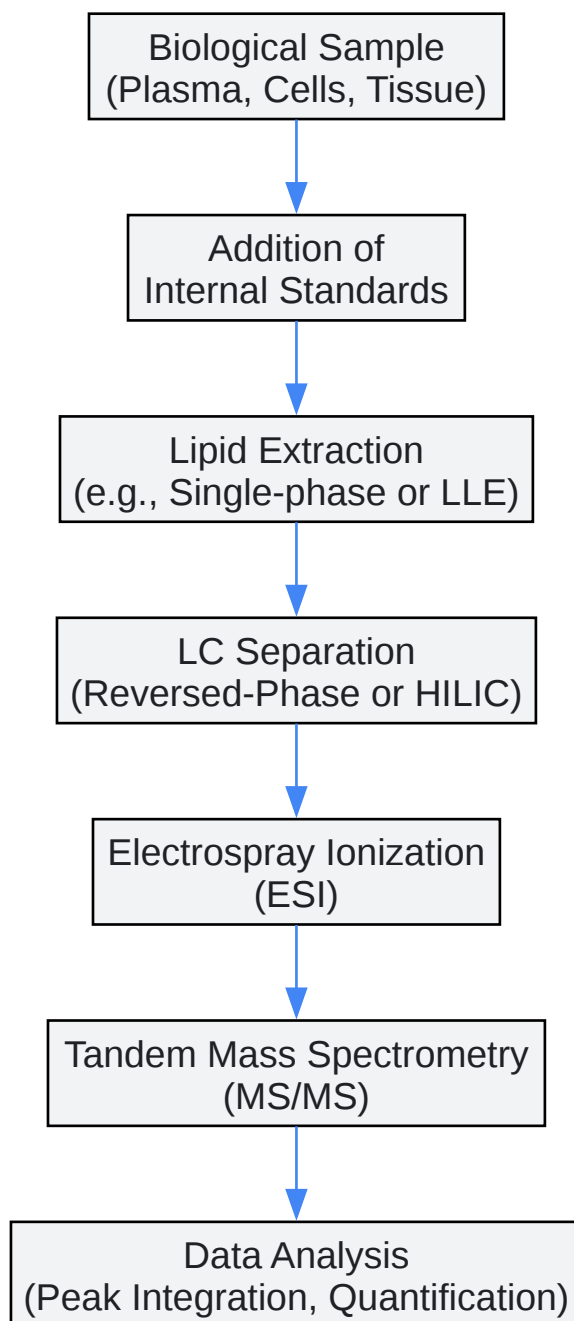 Biological Sample
(Plasma, Cells, Tissue)
Addition of
Internal Standards
Lipid Extraction
(e.g., Single-phase or LLE)
LC Separation
(Reversed-Phase or HILIC)
Electrospray Ionization
(ESI)
Tandem Mass Spectrometry
(MS/MS)
Data Analysis
(Peak Integration, Quantification)